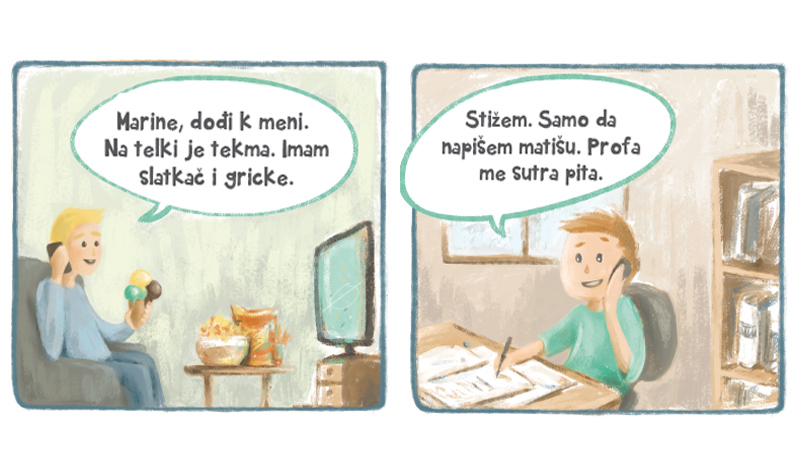 Marine, dođi k meni.
Na telki je tekma. Imam
slatkač i gricke.
Stižem. Samo da
napišem matišu. Profa
me sutra pita.